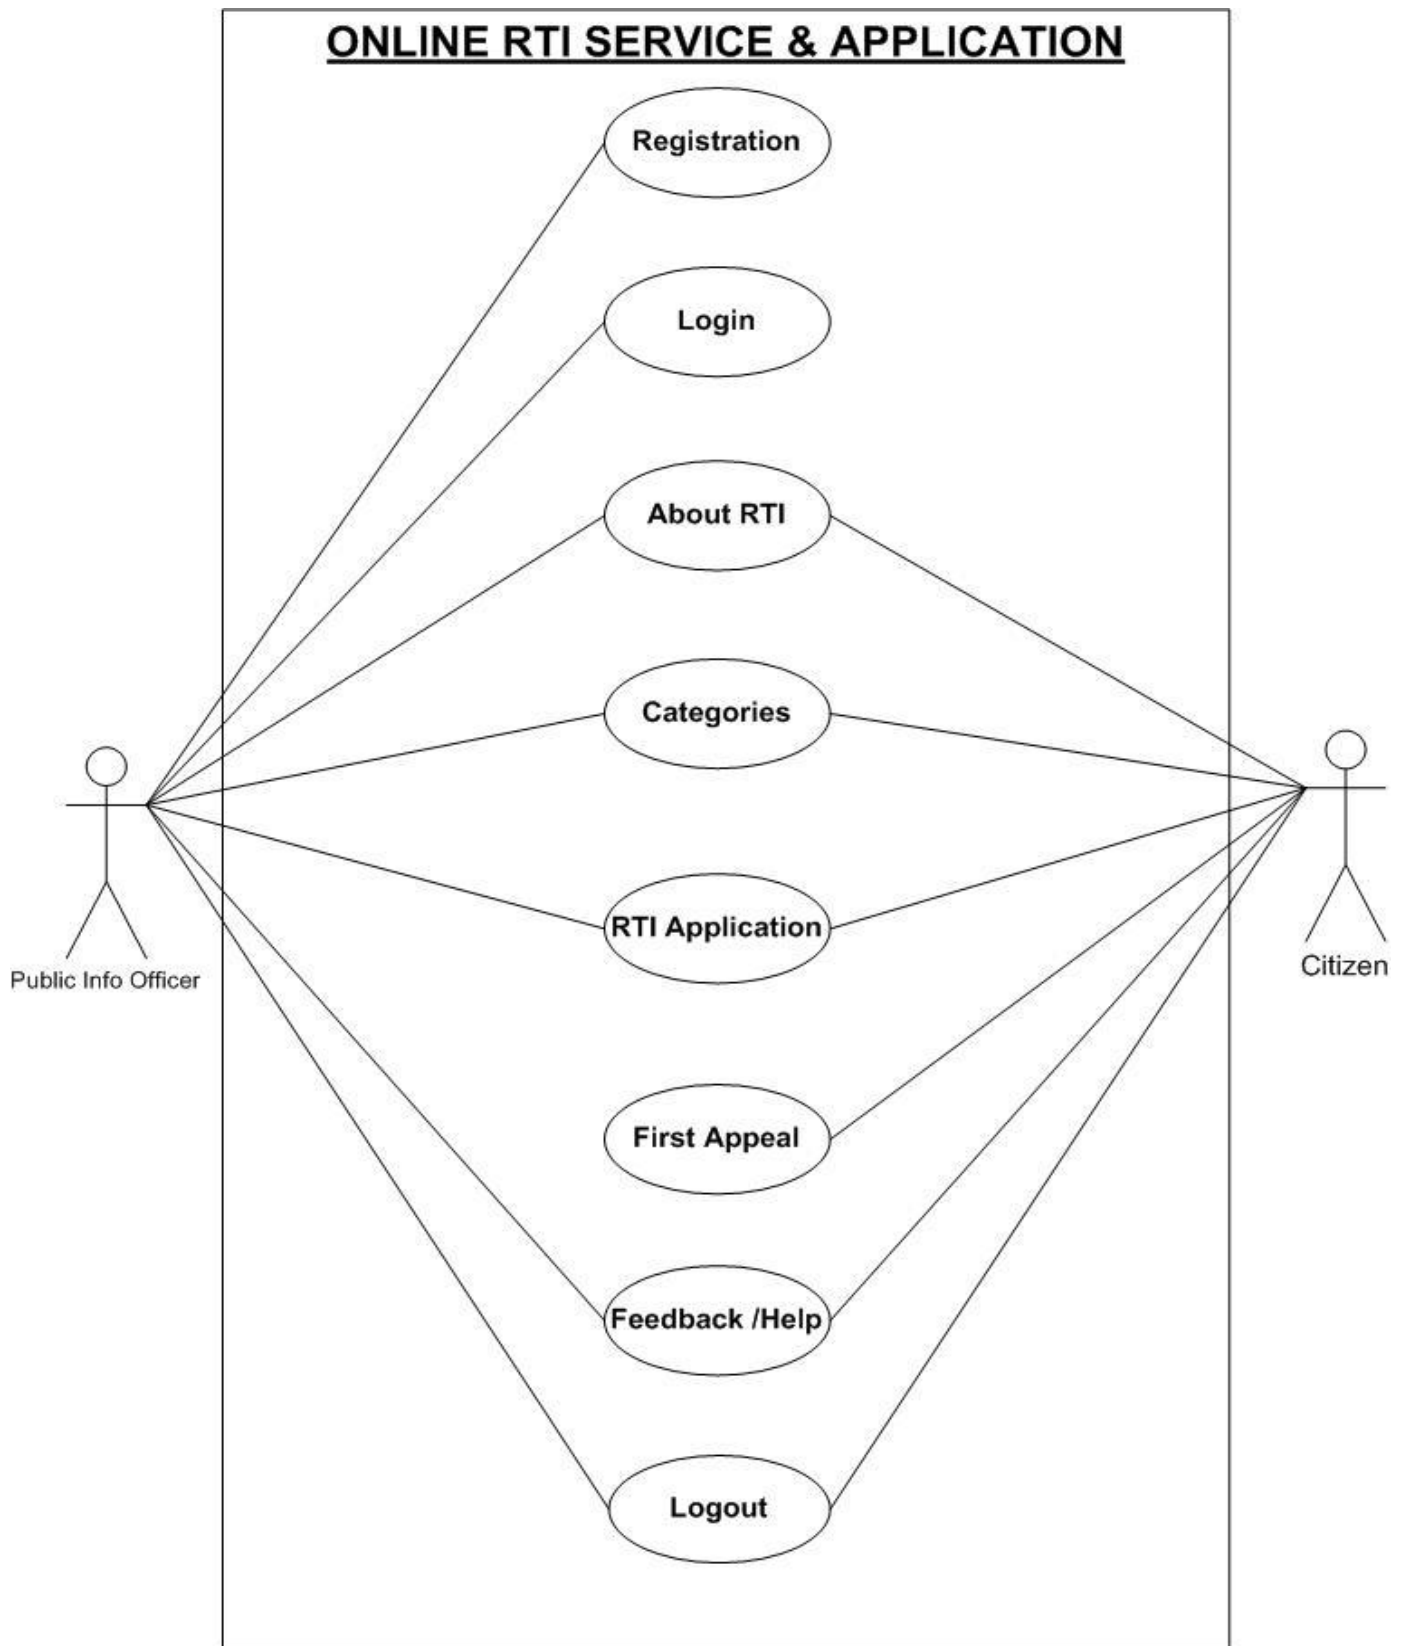 ONLINE RTI SERVICE & APPLICATION
Registration
Login
About RTI
Categories
RTI Application
Public Info Officer
Citizen
First Appeal
Feedback /Help
Logout